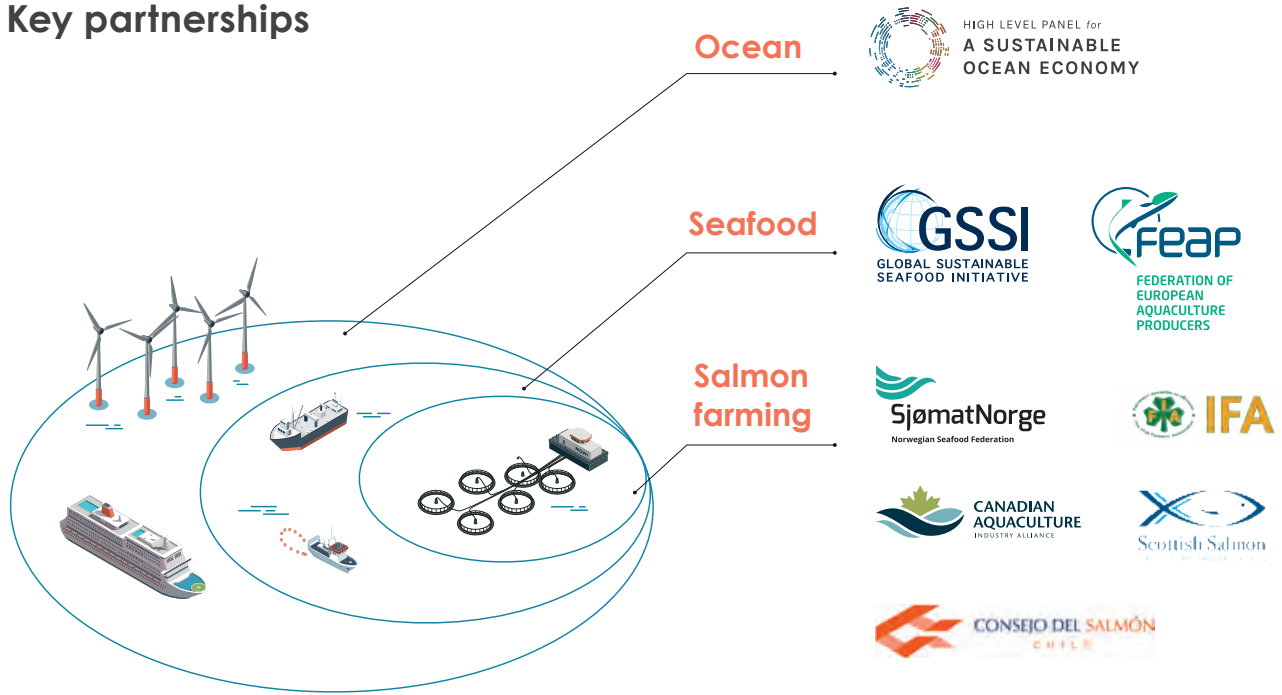 Key partnerships
Ocean
HIGH LEVEL PANEL for
A SUSTAINABLE
OCEAN ECONOMY
Seafood
GSSI
GLOBAL SUSTAINABLE
SEAFOOD INITIATIVE
FEAP
FEDERATION OF
EUROPEAN
AQUACULTURE
PRODUCERS
Salmon
farming
SjømatNorge
Norwegian Seafood Federation
IFA
CANADIAN
AQUACULTURE
INDUSTRY ALLIANCE
Scottish Salmon
CONSEJO DEL SALMÓN
CHILE